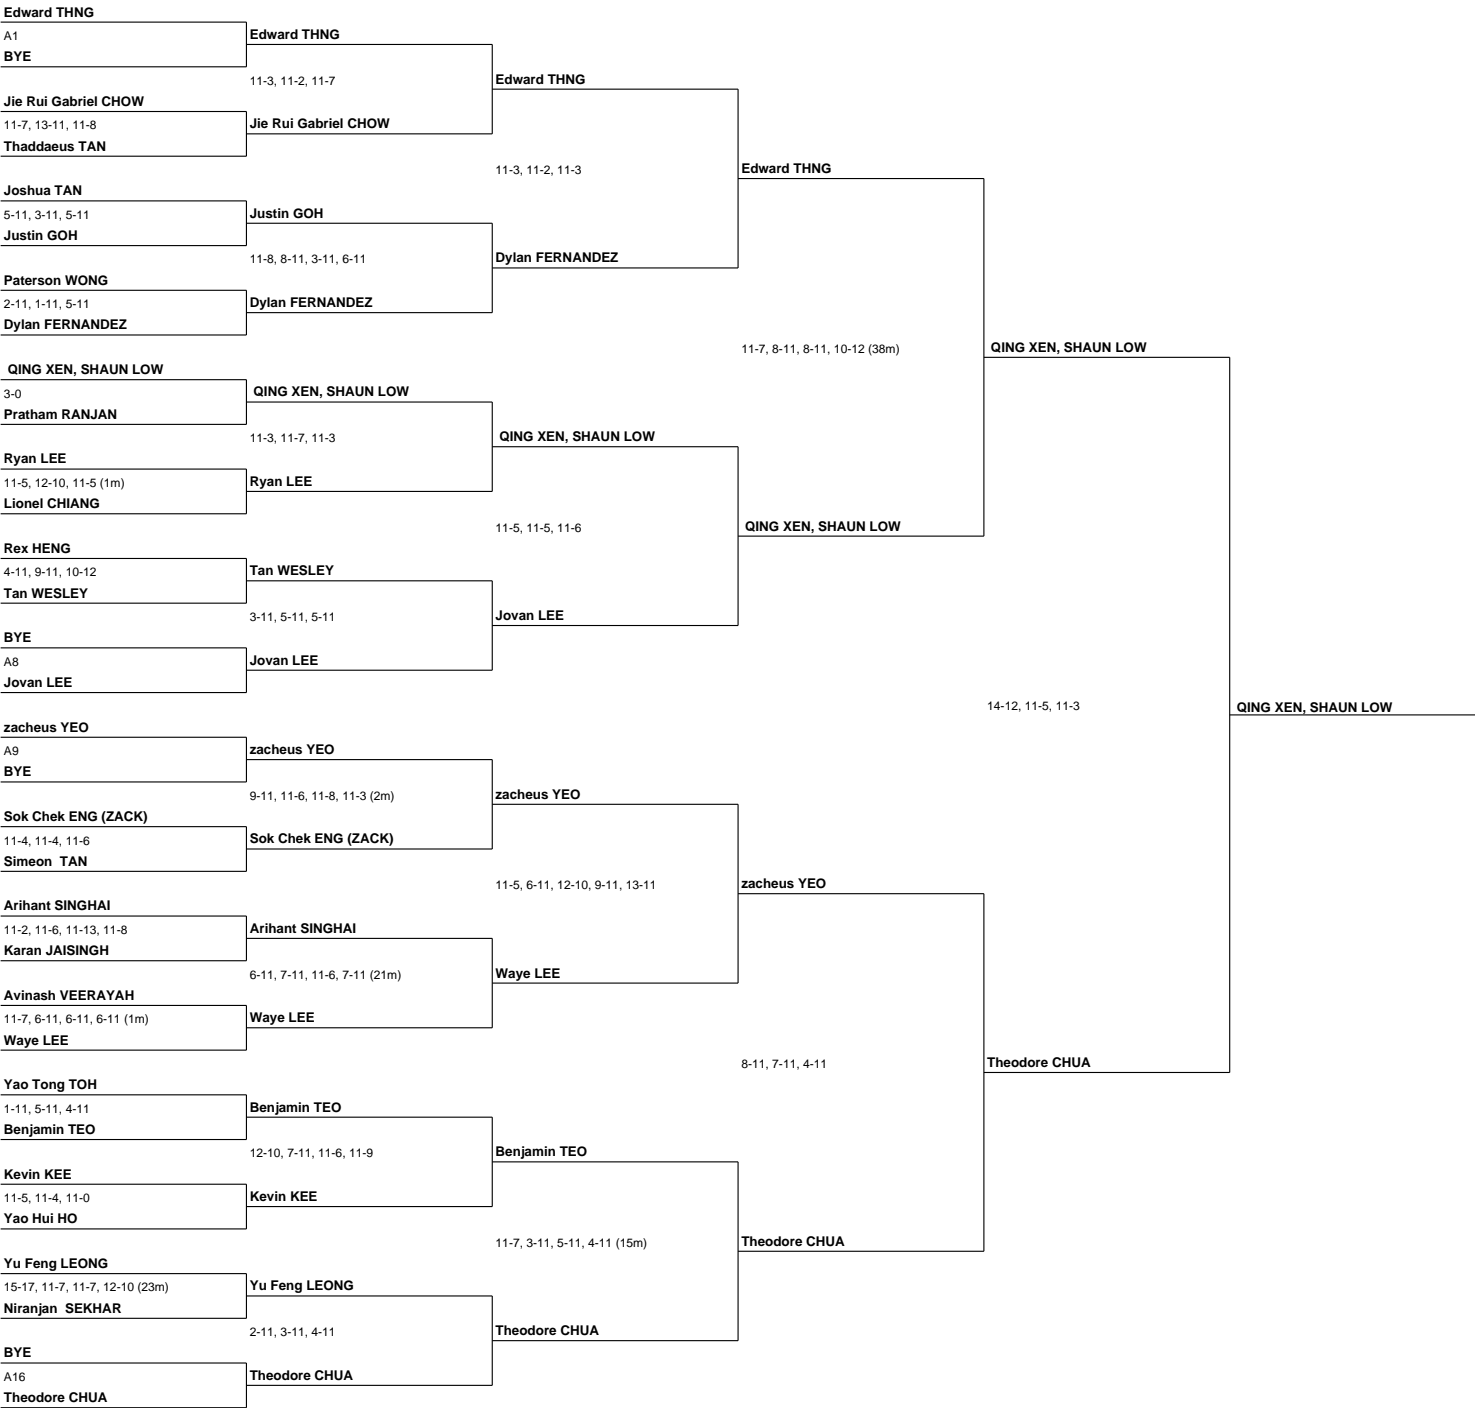 Edward THNG
A1
BYE
Edward THNG
11-3, 11-2, 11-7
Edward THNG
Jie Rui Gabriel CHOW
11-7, 13-11, 11-8
Thaddaeus TAN
Jie Rui Gabriel CHOW
11-3, 11-2, 11-3
Edward THNG
Joshua TAN
5-11, 3-11, 5-11
Justin GOH
Justin GOH
11-8, 8-11, 3-11, 6-11
Dylan FERNANDEZ
Paterson WONG
2-11, 1-11, 5-11
Dylan FERNANDEZ
Dylan FERNANDEZ
11-7, 8-11, 8-11, 10-12 (38m)
QING XEN, SHAUN LOW
QING XEN, SHAUN LOW
3-0
Pratham RANJAN
QING XEN, SHAUN LOW
11-3, 11-7, 11-3
QING XEN, SHAUN LOW
Ryan LEE
11-5, 12-10, 11-5 (1m)
Lionel CHIANG
Ryan LEE
11-5, 11-5, 11-6
QING XEN, SHAUN LOW
Rex HENG
4-11, 9-11, 10-12
Tan WESLEY
Tan WESLEY
3-11, 5-11, 5-11
Jovan LEE
BYE
A8
Jovan LEE
Jovan LEE
14-12, 11-5, 11-3
QING XEN, SHAUN LOW
zacheus YEO
A9
BYE
zacheus YEO
9-11, 11-6, 11-8, 11-3 (2m)
zacheus YEO
Sok Chek ENG (ZACK)
11-4, 11-4, 11-6
Simeon  TAN
Sok Chek ENG (ZACK)
11-5, 6-11, 12-10, 9-11, 13-11
zacheus YEO
Arihant SINGHAI
11-2, 11-6, 11-13, 11-8
Karan JAISINGH
Arihant SINGHAI
6-11, 7-11, 11-6, 7-11 (21m)
Waye LEE
Avinash VEERAYAH
11-7, 6-11, 6-11, 6-11 (1m)
Waye LEE
Waye LEE
8-11, 7-11, 4-11
Theodore CHUA
Yao Tong TOH
1-11, 5-11, 4-11
Benjamin TEO
Benjamin TEO
12-10, 7-11, 11-6, 11-9
Benjamin TEO
Kevin KEE
11-5, 11-4, 11-0
Yao Hui HO
Kevin KEE
11-7, 3-11, 5-11, 4-11 (15m)
Theodore CHUA
Yu Feng LEONG
15-17, 11-7, 11-7, 12-10 (23m)
Niranjan  SEKHAR
Yu Feng LEONG
2-11, 3-11, 4-11
Theodore CHUA
BYE
A16
Theodore CHUA
Theodore CHUA